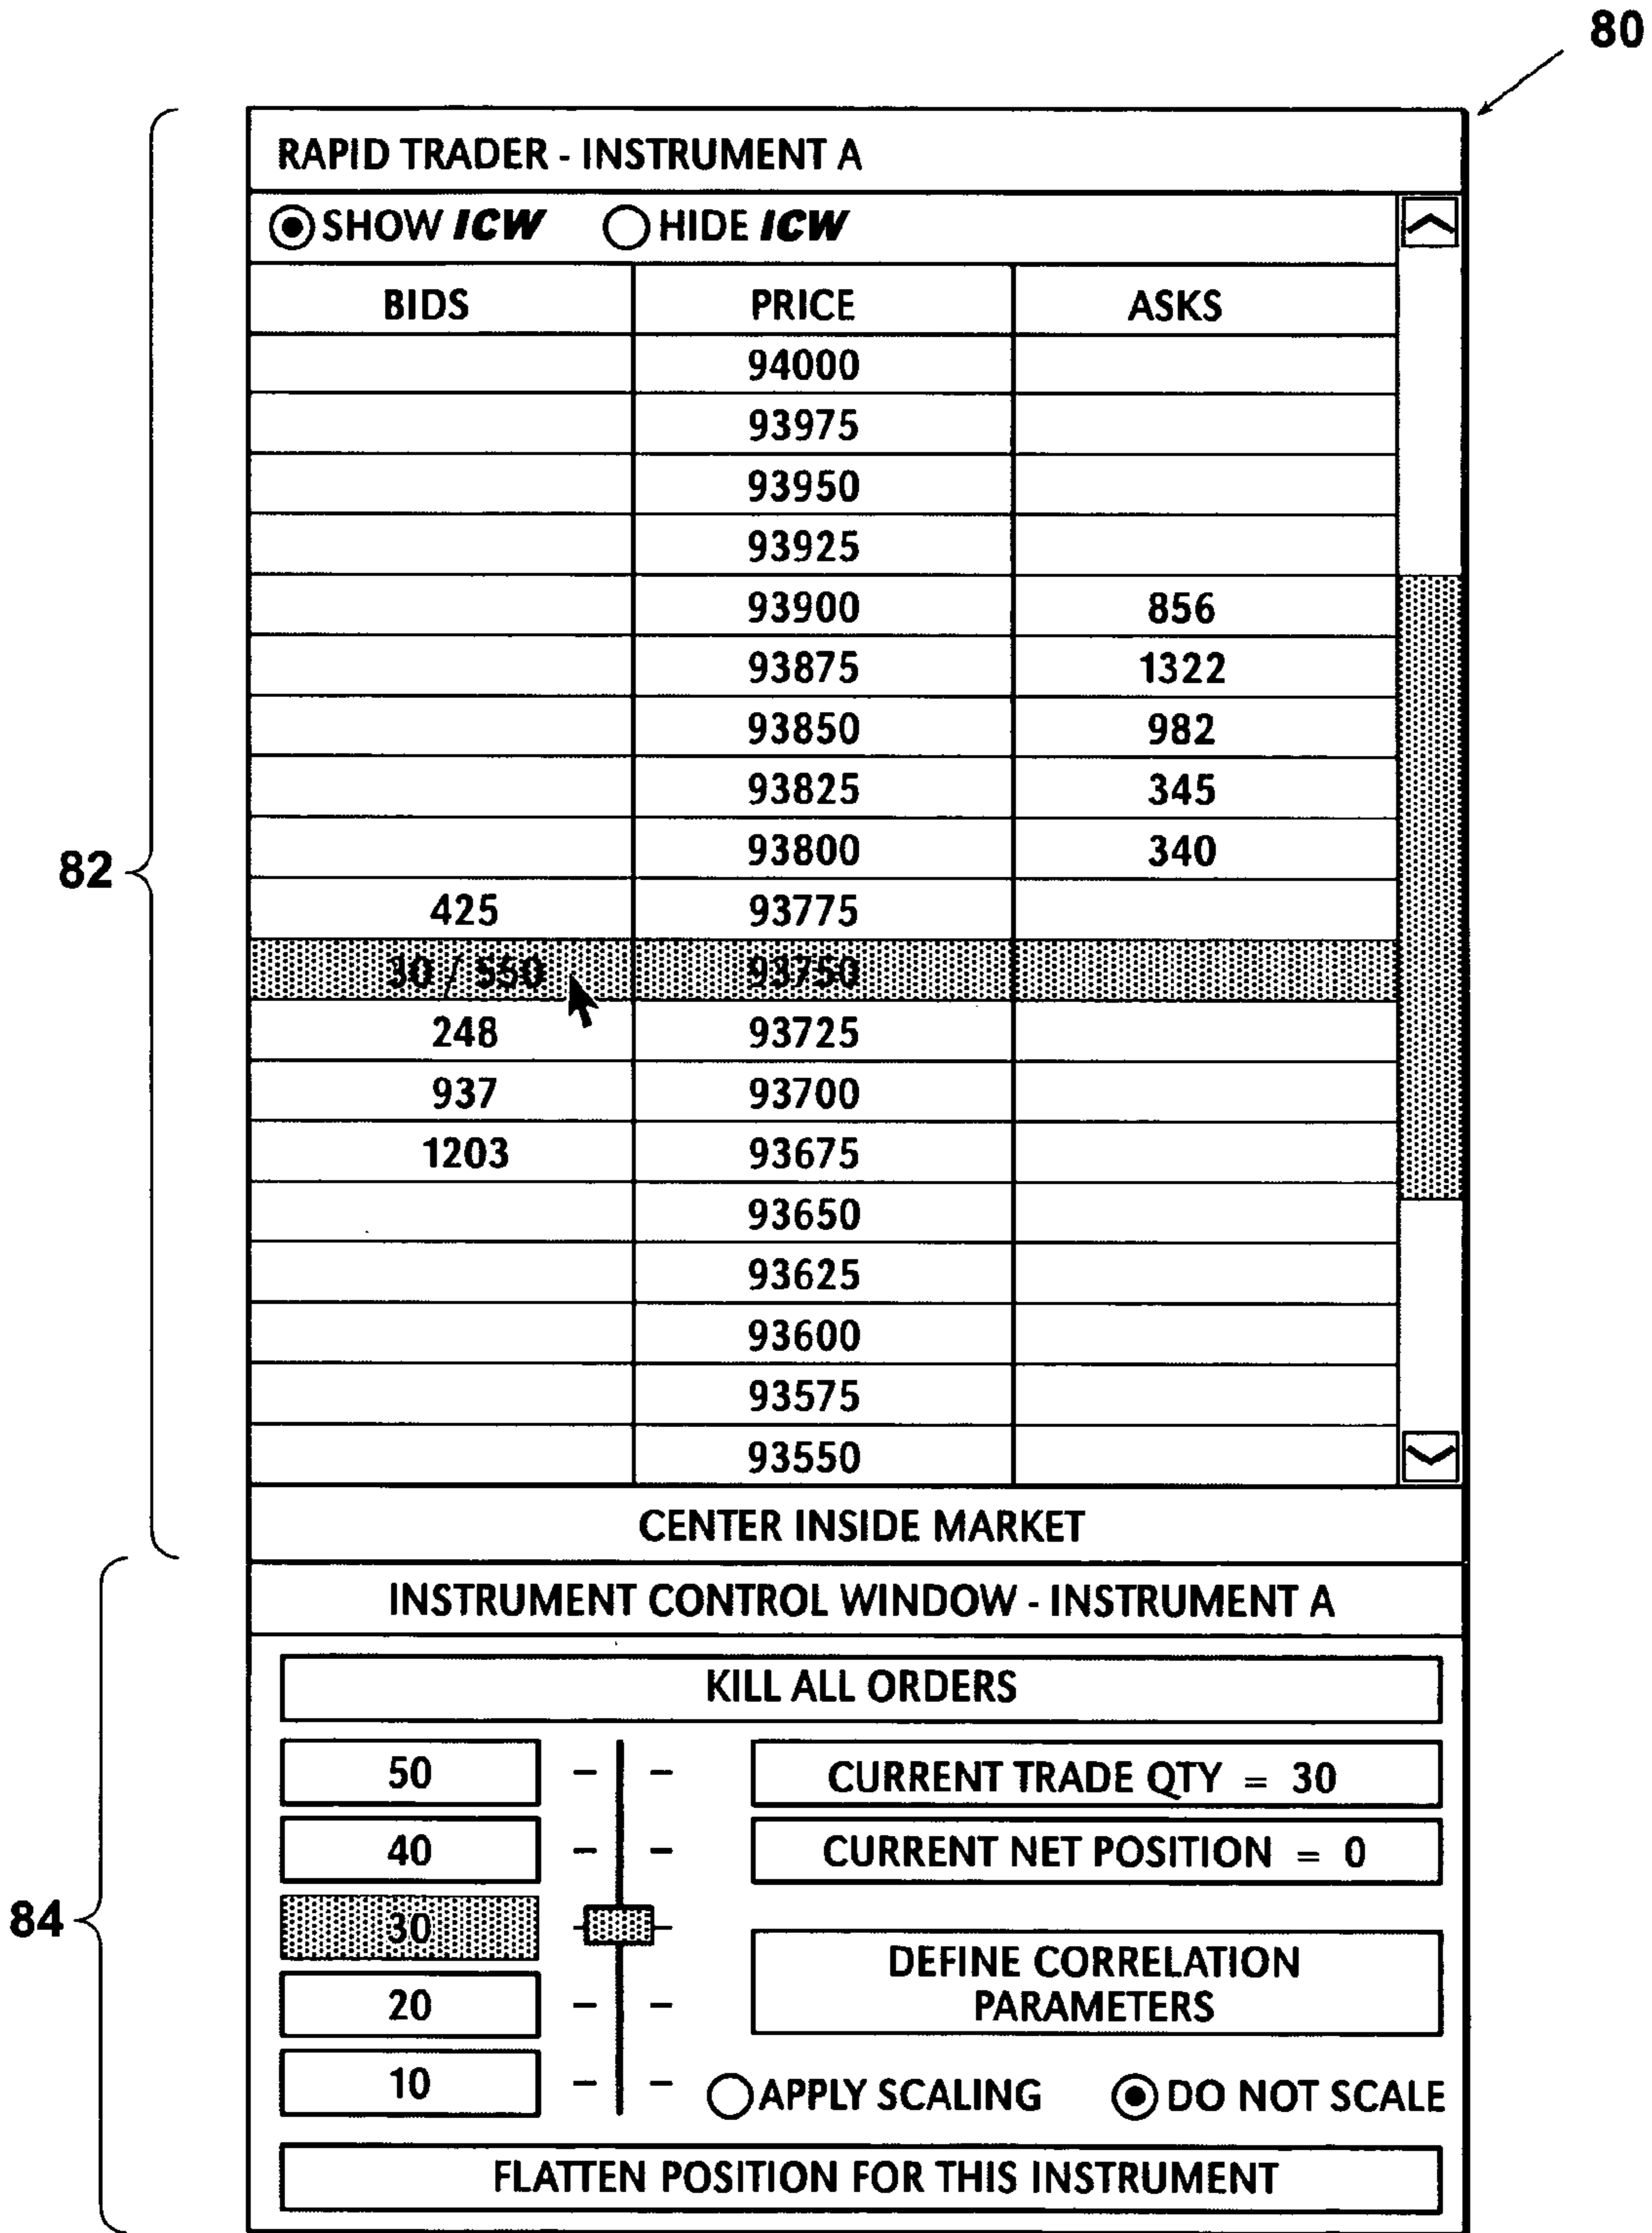 80
RAPID TRADER - INSTRUMENT A
SHOW ICW HIDE ICW
BIDS PRICE ASKS
94000
93975
93950
93925
93900 856
93875 1322
93850 982
93825 345
82 93800 340
425 93775
30 / 550 93750
248 93725
937 93700
1203 93675
93650
93625
93600
93575
93550
CENTER INSIDE MARKET
INSTRUMENT CONTROL WINDOW - INSTRUMENT A
KILL ALL ORDERS
50 CURRENT TRADE QTY = 30
40 CURRENT NET POSITION = 0
84 30
DEFINE CORRELATION
PARAMETERS
20
10 APPLY SCALING DO NOT SCALE
FLATTEN POSITION FOR THIS INSTRUMENT